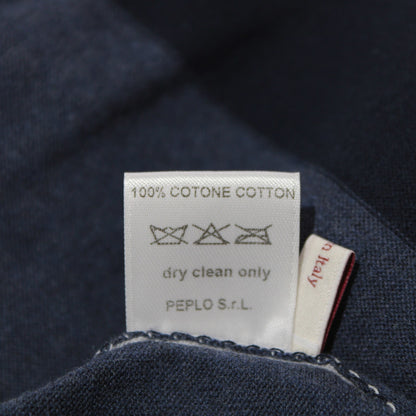 100% COTONE COTTON
dry clean only
PEPLO S.r.L.
n Italy